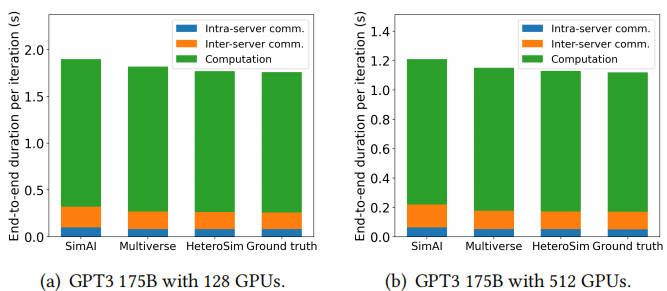 End-to-end duration per iteration (s)
2.0
1.5
1.0
0.5
0.0
Intra-server comm.
Inter-server comm.
Computation
SimAI Multiverse HeteroSim Ground truth
(a) GPT3 175B with 128 GPUs.
End-to-end duration per iteration (s)
1.4
1.2
1.0
0.8
0.6
0.4
0.2
0.0
Intra-server comm.
Inter-server comm.
Computation
SimAI Multiverse HeteroSim Ground truth
(b) GPT3 175B with 512 GPUs.